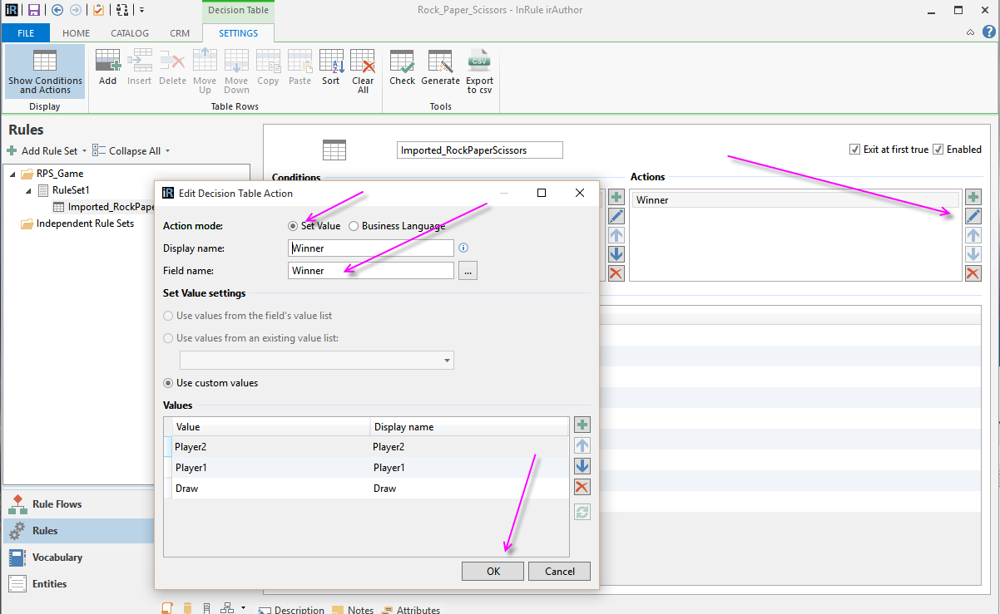 iR
Decision Table
Rock_Paper_Scissors - InRule irAuthor
FILE
HOME
CATALOG
CRM
SETTINGS
?
Show Conditions and Actions
Add
Insert
Delete
Move Up
Move Down
Copy
Paste
Sort
Clear All
Check
Generate
CSV
Export to csv
Display
Table Rows
Tools
Rules
Add Rule Set
Collapse All
RPS_Game
RuleSet1
Imported_RockPape
Independent Rule Sets
Imported_RockPaperScissors
Exit at first true
Enabled
Conditions
Actions
Winner
iR Edit Decision Table Action
Action mode:
Set Value
Business Language
Display name:
Winner
Field name:
Winner
...
Set Value settings
Use values from the field's value list
Use values from an existing value list:
Use custom values
Values
Value
Display name
Player2
Player2
Player1
Player1
Draw
Draw
OK
Cancel
Rule Flows
Rules
Vocabulary
Entities
Description
Notes
Attributes